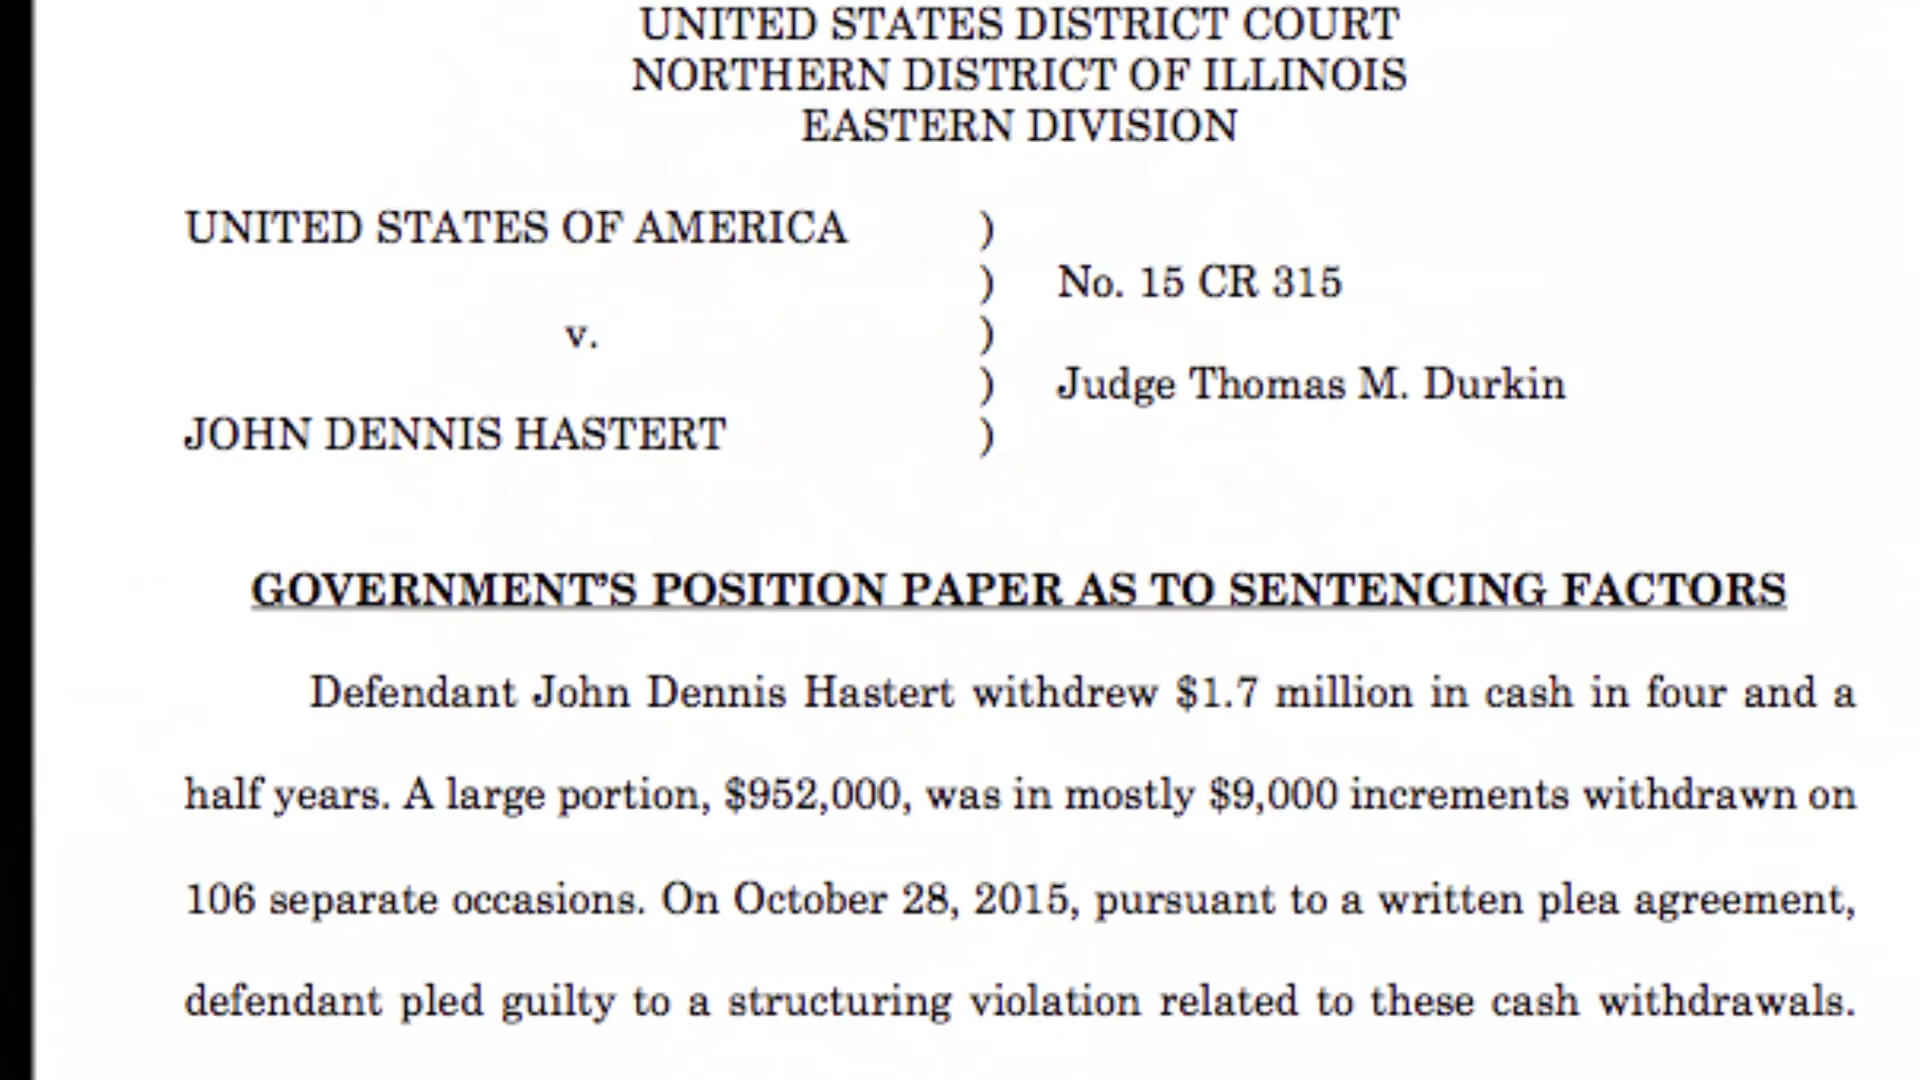 UNITED STATES DISTRICT COURT
NORTHERN DISTRICT OF ILLINOIS
EASTERN DIVISION
UNITED STATES OF AMERICA )
) No. 15 CR 315
v. )
) Judge Thomas M. Durkin
JOHN DENNIS HASTERT )
GOVERNMENT'S POSITION PAPER AS TO SENTENCING FACTORS
Defendant John Dennis Hastert withdrew $1.7 million in cash in four and a
half years. A large portion, $952,000, was in mostly $9,000 increments withdrawn on
106 separate occasions. On October 28, 2015, pursuant to a written plea agreement,
defendant pled guilty to a structuring violation related to these cash withdrawals.